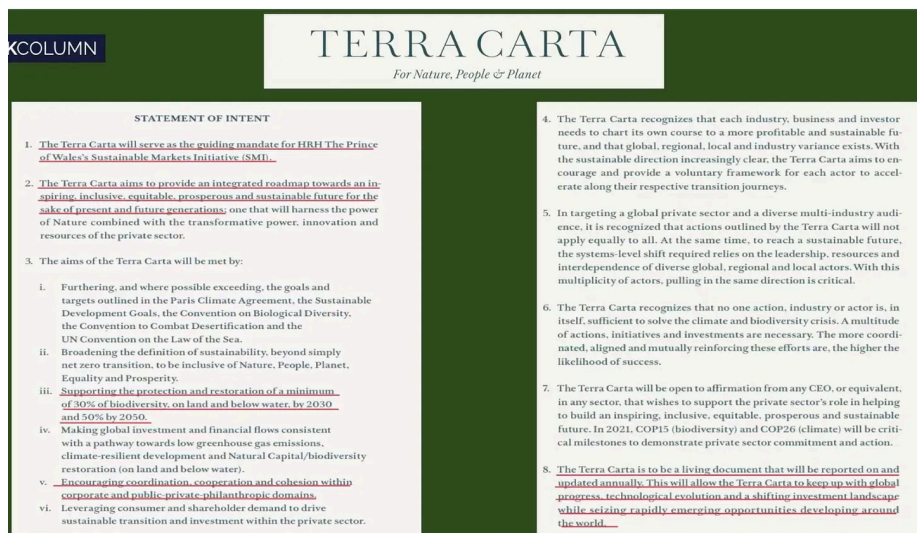 COLUMN
TERRA CARTA
For Nature, People & Planet
STATEMENT OF INTENT
1. The Terra Carta will serve as the guiding mandate for HRH The Prince
of Wales's Sustainable Markets Initiative (SMI).
2. The Terra Carta aims to provide an integrated roadmap towards an in-
spiring, inclusive, equitable, prosperous and sustainable future for the
sake of present and future generations; one that will harness the power
of Nature combined with the transformative power, innovation and
resources of the private sector.
3. The aims of the Terra Carta will be met by:
i. Furthering, and where possible exceeding, the goals and
targets outlined in the Paris Climate Agreement, the Sustainable
Development Goals, the Convention on Biological Diversity,
the Convention to Combat Desertification and the
UN Convention on the Law of the Sea.
ii. Broadening the definition of sustainability, beyond simply
net zero transition, to be inclusive of Nature, People, Planet,
Equality and Prosperity.
iii. Supporting the protection and restoration of a minimum
of 30% of biodiversity, on land and below water, by 2030
and 50% by 2050.
iv. Making global investment and financial flows consistent
with a pathway towards low greenhouse gas emissions,
climate-resilient development and Natural Capital/biodiversity
restoration (on land and below water).
v. Encouraging coordination, cooperation and cohesion within
corporate and public-private-philanthropic domains.
vi. Leveraging consumer and shareholder demand to drive
sustainable transition and investment within the private sector.
4. The Terra Carta recognizes that each industry, business and investor
needs to chart its own course to a more profitable and sustainable fu-
ture, and that global, regional, local and industry variance exists. With
the sustainable direction increasingly clear, the Terra Carta aims to en-
courage and provide a voluntary framework for each actor to accel-
erate along their respective transition journeys.
5. In targeting a global private sector and a diverse multi-industry audi-
ence, it is recognized that actions outlined by the Terra Carta will not
apply equally to all. At the same time, to reach a sustainable future,
the systems-level shift required relies on the leadership, resources and
interdependence of diverse global, regional and local actors. With this
multiplicity of actors, pulling in the same direction is critical.
6. The Terra Carta recognizes that no one action, industry or actor is, in
itself, sufficient to solve the climate and biodiversity crisis. A multitude
of actions, initiatives and investments are necessary. The more coordi-
nated, aligned and mutually reinforcing these efforts are, the higher the
likelihood of success.
7. The Terra Carta will be open to affirmation from any CEO, or equivalent,
in any sector, that wishes to support the private sector's role in helping
to build an inspiring, inclusive, equitable, prosperous and sustainable
future. In 2021, COP15 (biodiversity) and COP26 (climate) will be criti-
cal milestones to demonstrate private sector commitment and action.
8. The Terra Carta is to be a living document that will be reported on and
updated annually. This will allow the Terra Carta to keep up with global
progress, technological evolution and a shifting investment landscape
while seizing rapidly emerging opportunities developing around
the world.